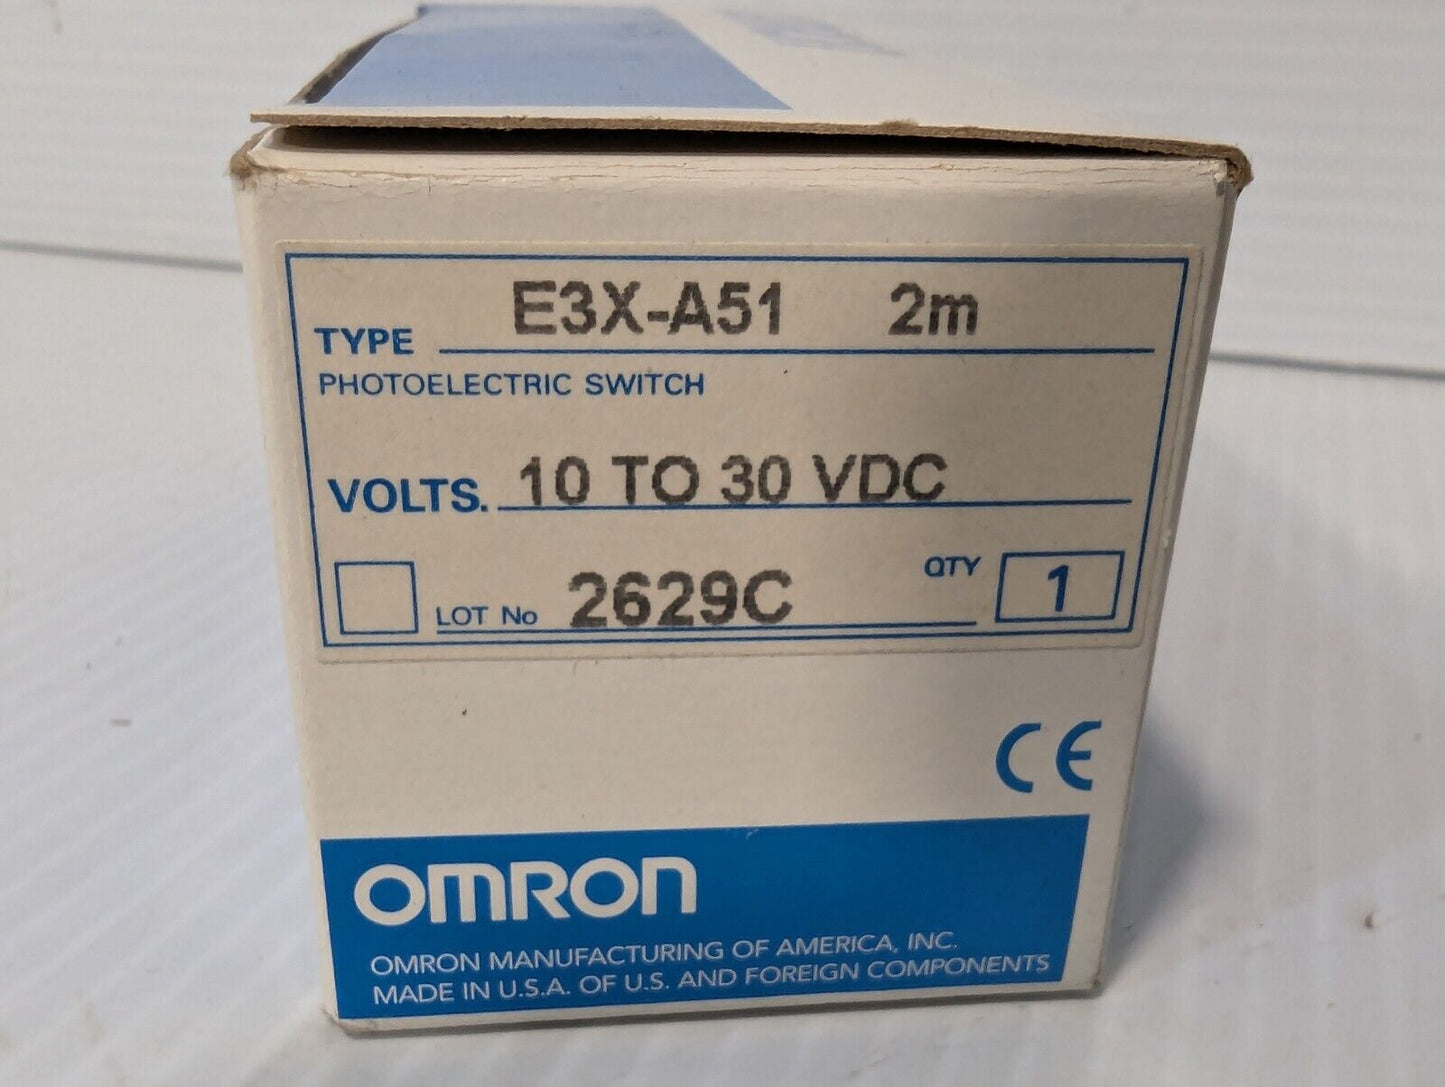 TYPE E3X-A51 2m
PHOTOELECTRIC SWITCH
VOLTS. 10 TO 30 VDC
LOT No 2629C QTY 1
CE
OMRON
OMRON MANUFACTURING OF AMERICA, INC.
MADE IN U.S.A. OF U.S. AND FOREIGN COMPONENTS